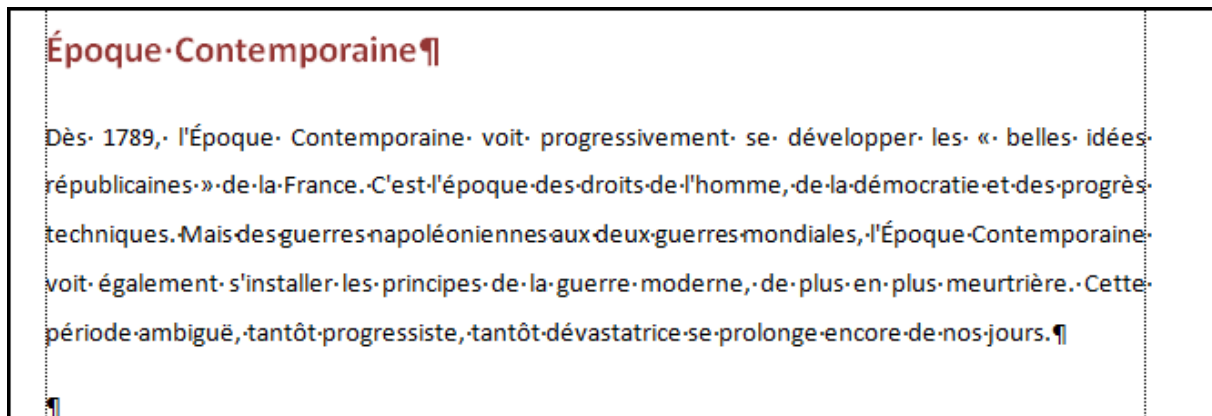 Époque·Contemporaine¶
Dès· 1789,· l'Époque· Contemporaine· voit· progressivement· se· développer· les· «· belles· idées·
républicaines·»·de·la·France.·C'est·l'époque·des·droits·de·l'homme,·de·la·démocratie·et·des·progrès·
techniques.·Mais·des·guerres·napoléoniennes·aux·deux·guerres·mondiales,·l'Époque·Contemporaine·
voit·également·s'installer·les·principes·de·la·guerre·moderne,·de·plus·en·plus·meurtrière.·Cette·
période·ambiguë,·tantôt·progressiste,·tantôt·dévastatrice·se·prolonge·encore·de·nos·jours.¶
¶